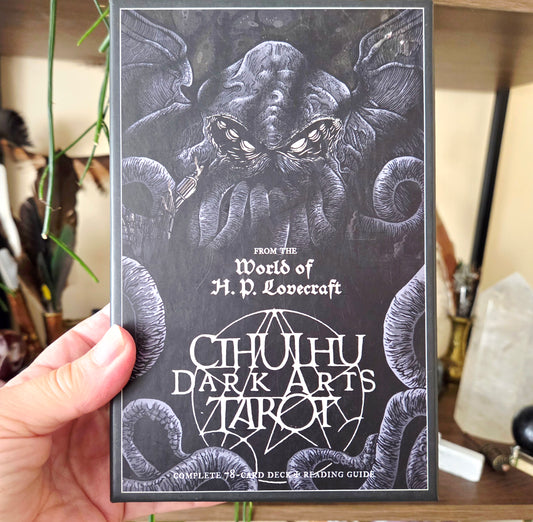 FROM THE
World of
H. P. Lovecraft
CTHULHU
DARK ARTS
TAROT
• COMPLETE 78-CARD DECK & READING GUIDE •